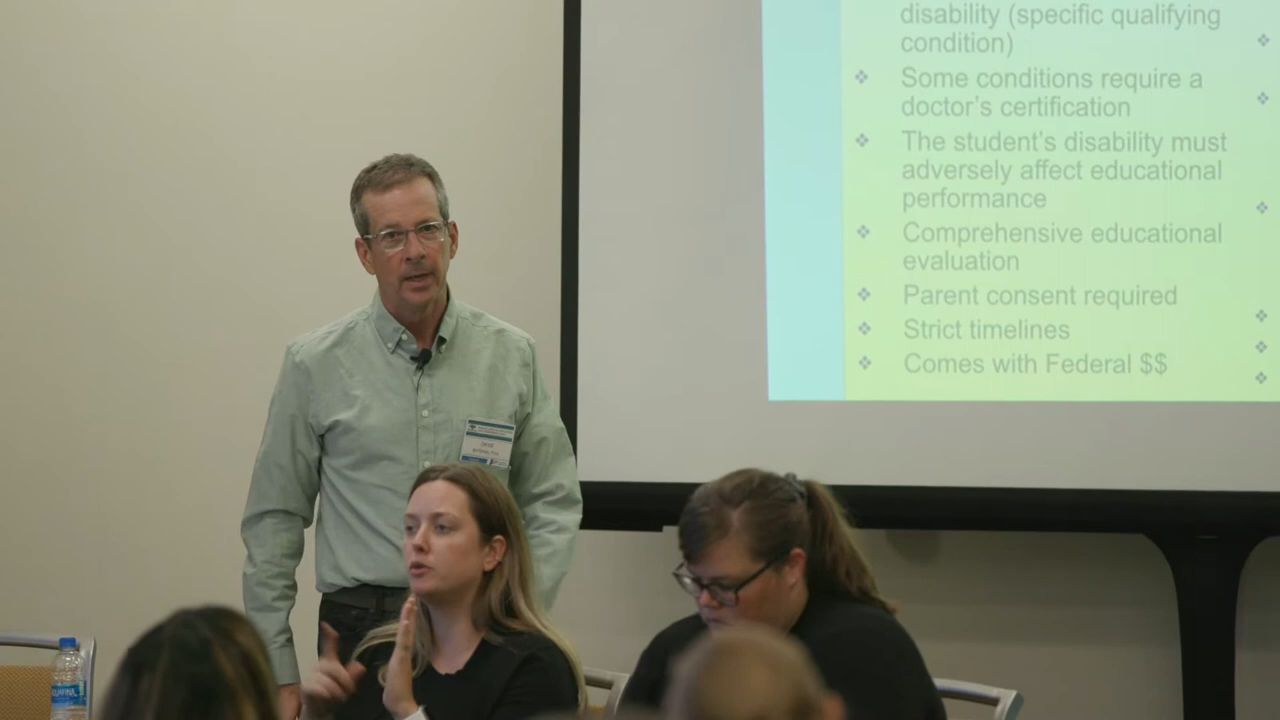 disability (specific qualifying
condition)
❖ Some conditions require a
doctor's certification
❖ The student's disability must
adversely affect educational
performance
❖ Comprehensive educational
evaluation
❖ Parent consent required
❖ Strict timelines
❖ Comes with Federal $$